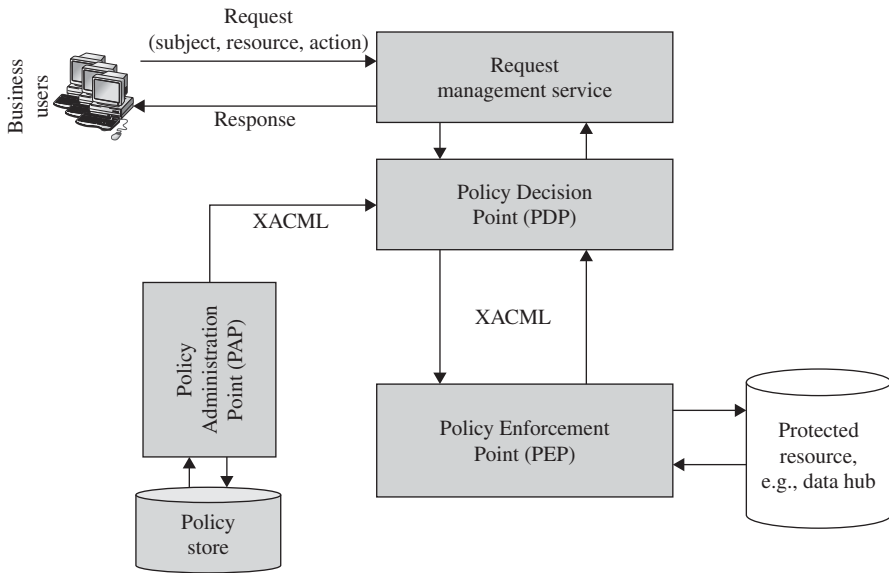 Request
(subject, resource, action)
Business
users
Response
Request
management service
Policy Decision
Point (PDP)
XACML
XACML
Policy
Administration
Point (PAP)
Policy Enforcement
Point (PEP)
Protected
resource,
e.g., data hub
Policy
store